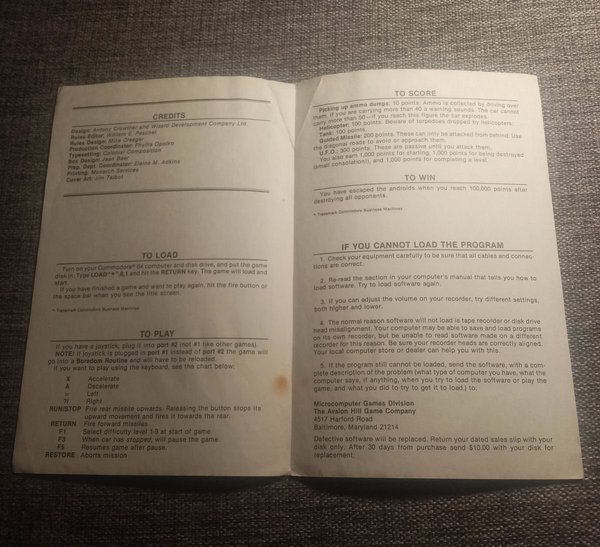 CREDITS
Design: Antony Crowther and Wizard Development Company Ltd.
Rules Editor: William E. Peschel
Rules Design: Mike Creager
Production Coordinator: Phyllis Opolko
Typesetting: Colonial Composition
Box Design: Jean Baer
Prep. Dept. Coordinator: Elaine M. Adkins
Printing: Monarch Services
Cover Art: Jim Talbot
TO LOAD
Turn on your Commodore® 64 computer and disk drive, and put the game
disk in. Type LOAD"*",8,1 and hit the RETURN key. The game will load and
start.
If you have finished a game and want to play again, hit the fire button or
the space bar when you see the title screen.
* Trademark Commodore Business Machines
TO PLAY
If you have a joystick, plug it into port #2 (not #1 like other games).
NOTE! If joystick is plugged in port #1 instead of port #2 the game will
go into a Boredom Routine and will have to be reloaded.
If you want to play using the keyboard, see the chart below:
X Accelerate
A Decelerate
= Left
?/ Right
RUN/STOP Fire rear missile upwards. Releasing the button stops its
upward movement and fires it towards the rear.
RETURN Fire forward missiles.
F1 Select difficulty level 1-9 at start of game.
F3 When car has stopped, will pause the game.
F5 Resumes game after pause.
RESTORE Aborts mission
TO SCORE
Picking up ammo dumps: 10 points. Ammo is collected by driving over
them. If you are carrying more than 40 a warning sounds. The car cannot
carry more than 50—if you reach this figure the car explodes.
Helicopter: 100 points. Beware of torpedoes dropped by helicopters.
Tank: 100 points.
Guided Missile: 200 points. These can only be attacked from behind. Use
the diagonal roads to avoid or approach them.
U.F.O.: 300 points. These are passive until you attack them.
You also earn 1,000 points for starting, 1,000 points for being destroyed
(small consolation!), and 1,000 points for completing a level.
TO WIN
You have escaped the androids when you reach 100,000 points after
destroying all opponents.
* Trademark Commodore Business Machines
IF YOU CANNOT LOAD THE PROGRAM
1. Check your equipment carefully to be sure that all cables and connec-
tions are correct.
2. Re-read the section in your computer's manual that tells you how to
load software. Try to load software again.
3. If you can adjust the volume on your recorder, try different settings,
both higher and lower.
4. The normal reason software will not load is tape recorder or disk drive
head misalignment. Your computer may be able to save and load programs
on its own recorder, but be unable to read software made on a different
recorder for this reason. Be sure your recorder heads are correctly aligned.
Your local computer store or dealer can help you with this.
5. If the program still cannot be loaded, send the software, with a com-
plete description of the problem (what type of computer you have, what the
computer says, if anything, when you try to load the software or play the
game, and what you did to try to get it to load.) to:
Microcomputer Games Division
The Avalon Hill Game Company
4517 Harford Road
Baltimore, Maryland 21214
Defective software will be replaced. Return your dated sales slip with your
disk only. After 30 days from purchase send $10.00 with your disk for
replacement.